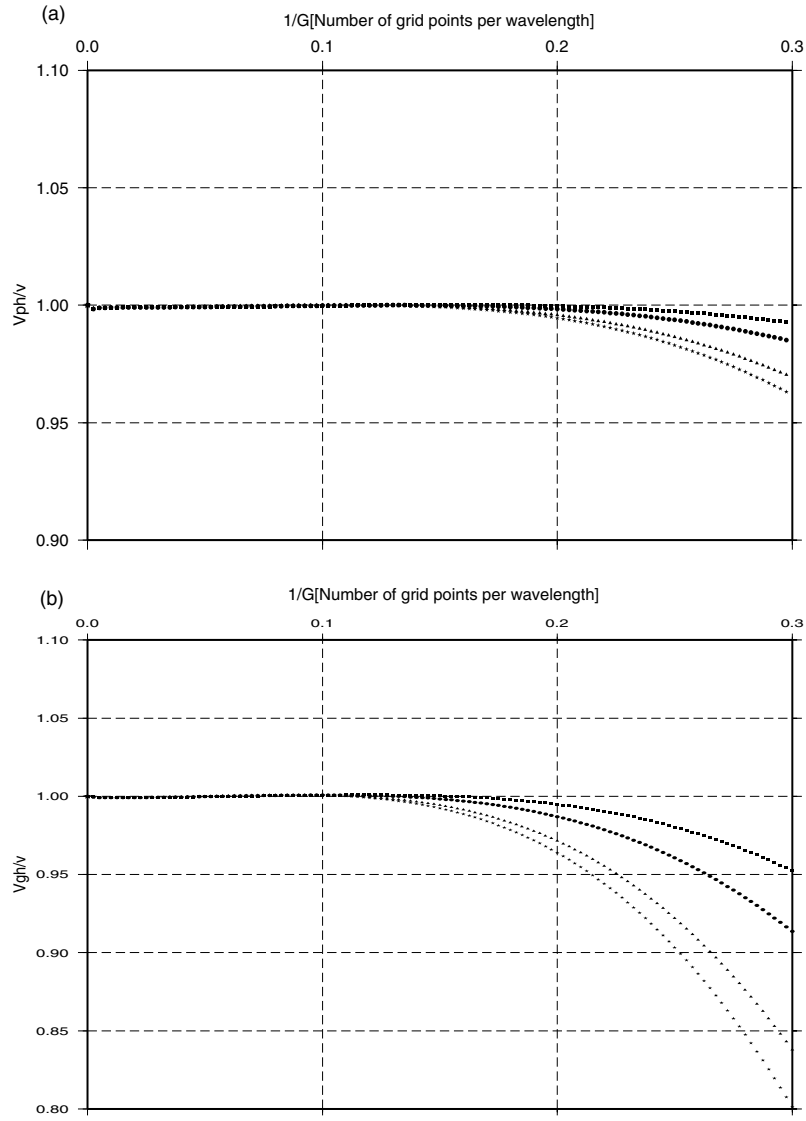 (a)
1/G[Number of grid points per wavelength]
0.0 0.1 0.2 0.3
1.10
1.05
1.00
0.95
0.90
Vph/v
(b)
1/G[Number of grid points per wavelength]
0.0 0.1 0.2 0.3
1.10
1.05
1.00
0.95
0.90
0.85
0.80
Vgh/v